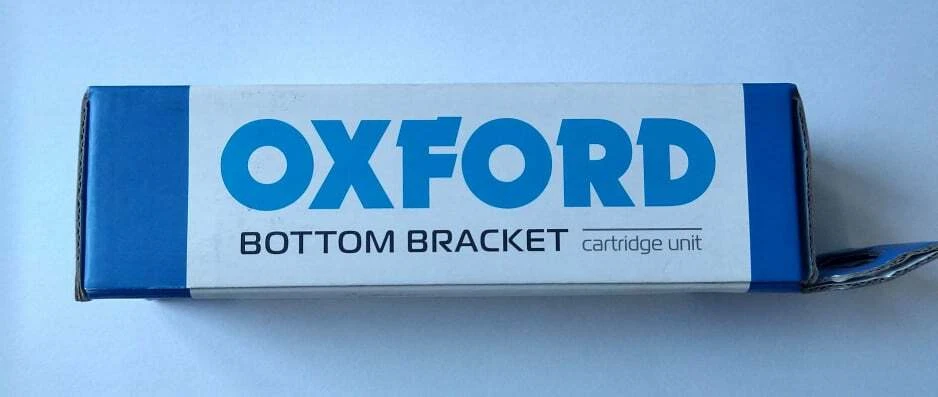 OXFORD
BOTTOM BRACKET cartridge unit